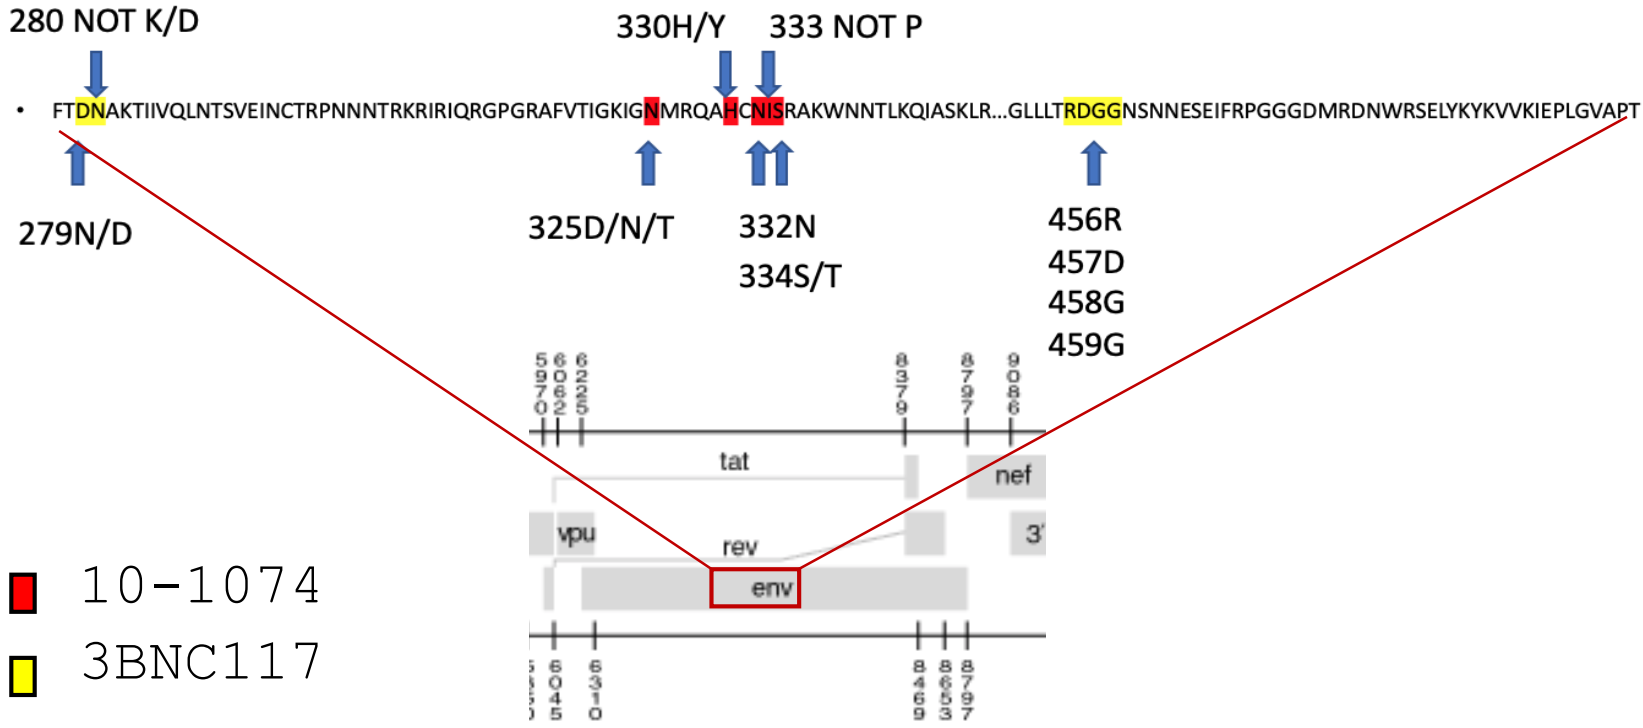 280 NOT K/D
330H/Y
333 NOT P
• FTDNAKTIIVQLNTSVEINCTRPNNNTRKRIRIQRGPGRAFVTIGKIGNMRQAHCNISRAKWNNTLKQIASKLR...GLLLTRDGGNSNNESEIFRPGGGDMRDNWRSELYKYKVVKIEPLGVAPT
279N/D
325D/N/T
332N
334S/T
456R
457D
458G
459G
5970
6062
6225
8379
8797
9086
tat
nef
vpu
rev
3'
env
10-1074
3BNC117
6045
6310
8469
8653
8797